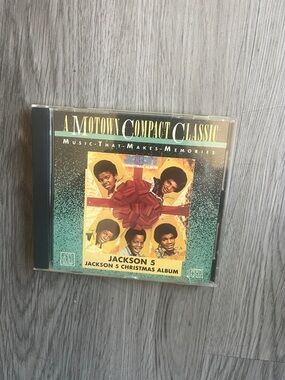 A MOTOWN COMPACT CLASSIC
MUSIC·THAT·MAKES·MEMORIES
JACKSON 5
JACKSON 5 CHRISTMAS ALBUM